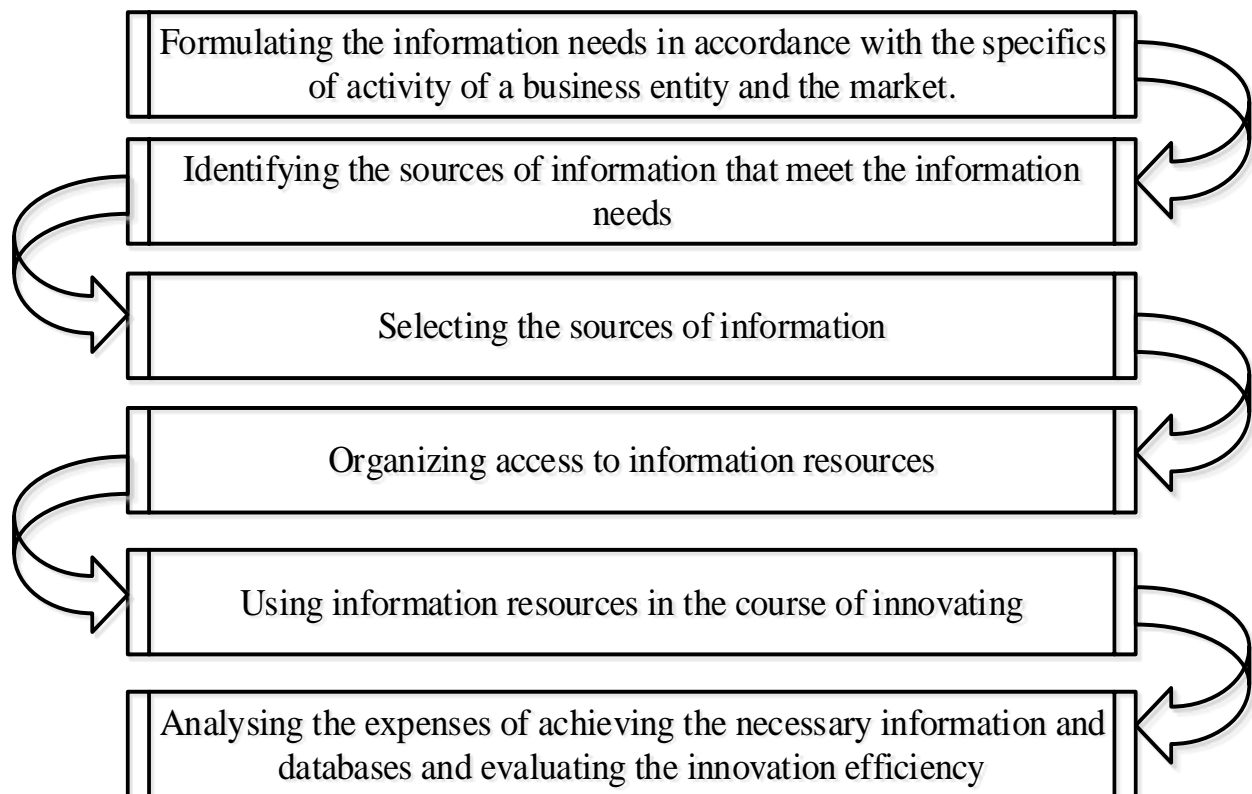 Formulating the information needs in accordance with the specifics
of activity of a business entity and the market.
Identifying the sources of information that meet the information
needs
Selecting the sources of information
Organizing access to information resources
Using information resources in the course of innovating
Analysing the expenses of achieving the necessary information and
databases and evaluating the innovation efficiency